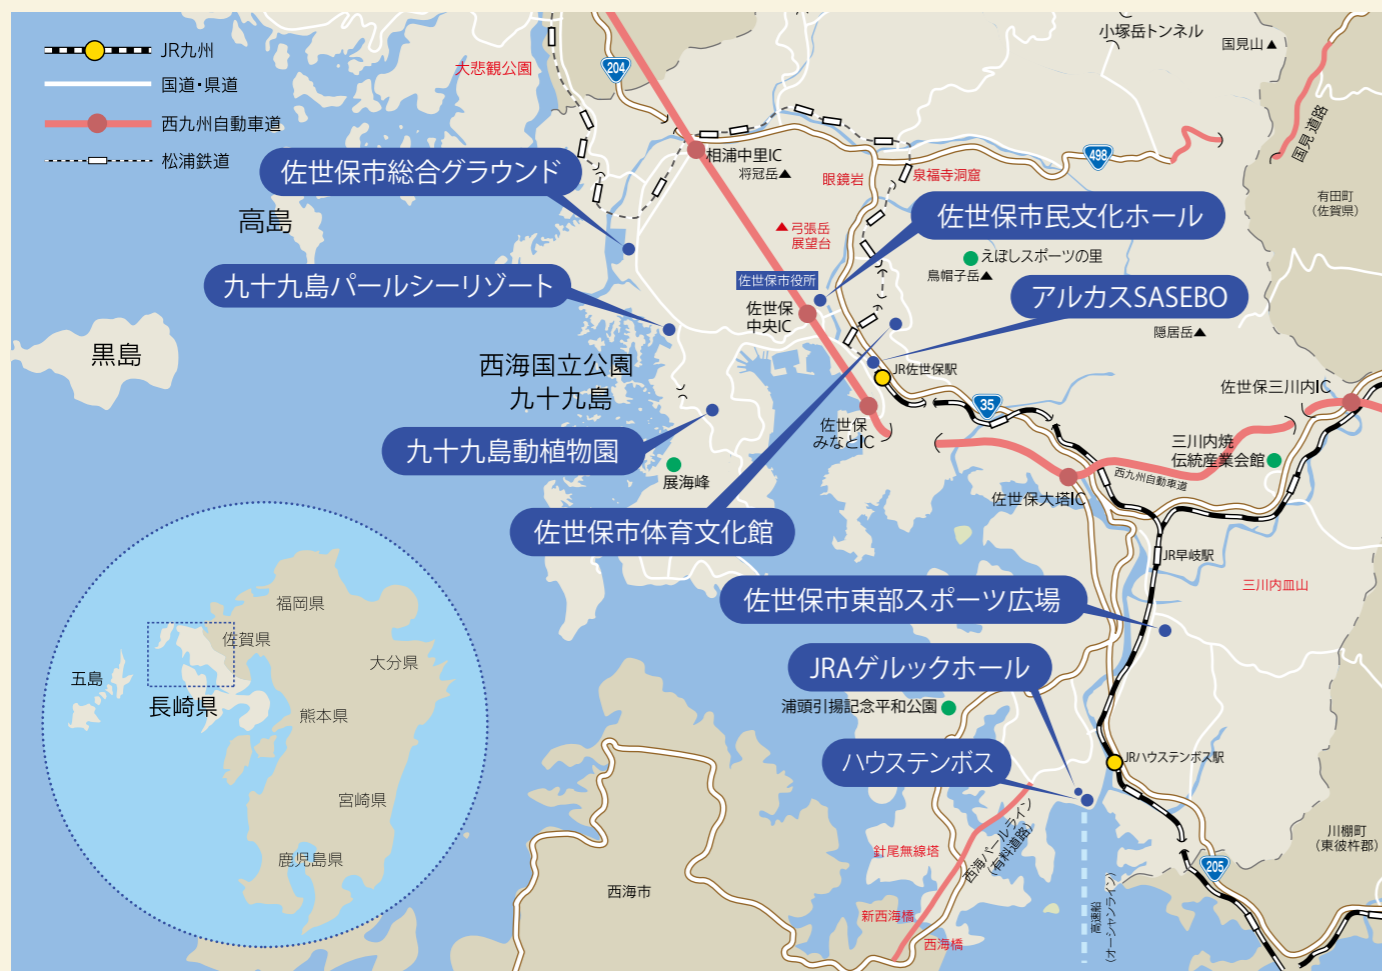 JR九州
国道・県道
西九州自動車道
松浦鉄道
大悲観公園
204
小塚岳トンネル
国見山▲
国見道路
498
相浦中里IC
将冠岳▲
眼鏡岩
泉福寺洞窟
有田町
（佐賀県）
佐世保市総合グラウンド
高島
佐世保市民文化ホール
▲弓張岳
展望台
えぼしスポーツの里
烏帽子岳▲
九十九島パールシーリゾート
佐世保市役所
アルカスSASEBO
佐世保
中央IC
隠居岳▲
黒島
西海国立公園
九十九島
JR佐世保駅
佐世保三川内IC
35
佐世保
みなとIC
九十九島動植物園
三川内焼
伝統産業会館
展海峰
西九州自動車道
佐世保大塔IC
佐世保市体育文化館
JR早岐駅
三川内皿山
佐世保市東部スポーツ広場
JRAゲルックホール
浦頭引揚記念平和公園
ハウステンボス
JRハウステンボス駅
西海パールライン
（有料道路）
針尾無線塔
川棚町
（東彼杵郡）
205
西海市
新西海橋
西海橋
高速船
（オーシャンライン）
福岡県
佐賀県
大分県
五島
長崎県
熊本県
宮崎県
鹿児島県